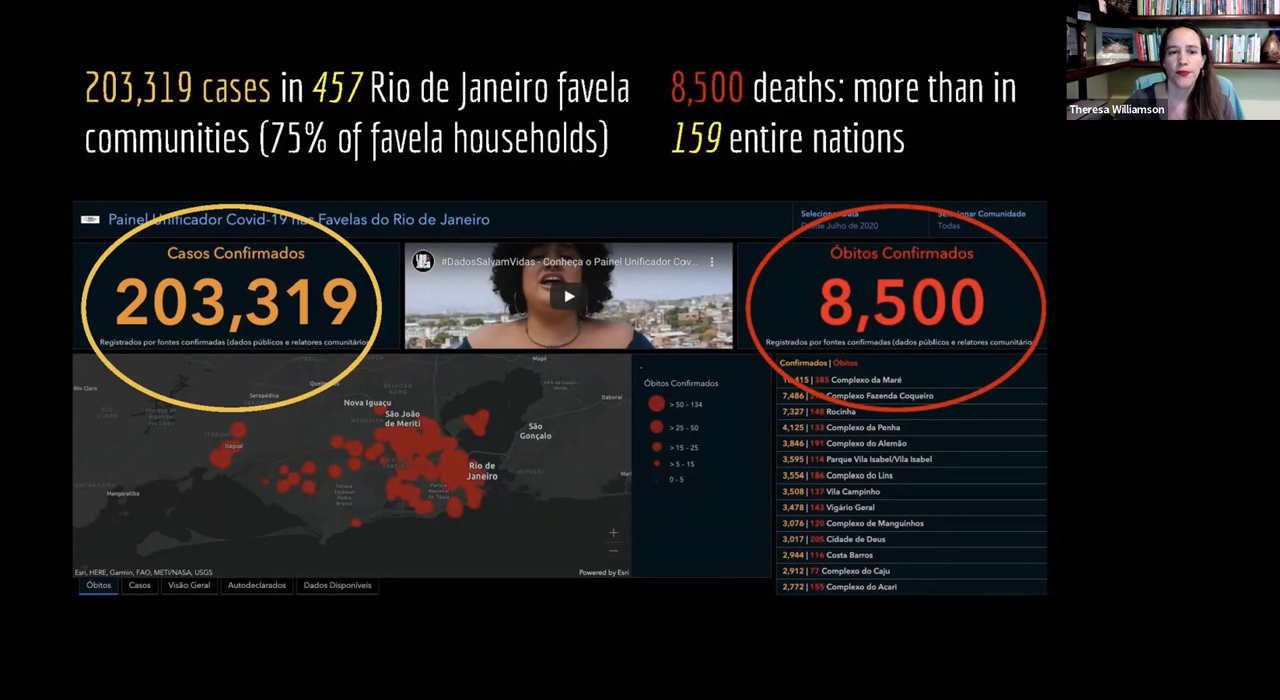 203,319 cases in 457 Rio de Janeiro favela
communities (75% of favela households)
8,500 deaths: more than in
159 entire nations
Theresa Williamson
Painel Unificador Covid-19 nas Favelas do Rio de Janeiro
Selecionar Data
Desde Julho de 2020
Selecionar Comunidade
Todas
Casos Confirmados
203,319
Registrados por fontes confirmadas (dados públicos e relatores comunitários
#DadosSalvamVidas - Conheça o Painel Unificador Cov...
Óbitos Confirmados
8,500
Registrados por fontes confirmadas (dados públicos e relatores comunitário
Magé
Rio Claro
Seropédica
Itaboraí
Nova Iguaçu
São João
de Meriti
São
Gonçalo
Itaguaí
Rio de
Janeiro
Mangaratiba
Parque
Estadual
Pedra
Branca
Esri, HERE, Garmin, FAO, METI/NASA, USGS
Powered by Esri
Óbitos Confirmados
> 50 - 134
> 25 - 50
> 15 - 25
> 5 - 15
0 - 5
Confirmados | Óbitos
385 Complexo da Maré
7,486 | Complexo Fazenda Coqueiro
7,327 | 148 Rocinha
4,125 | 133 Complexo da Penha
3,846 | 191 Complexo do Alemão
3,595 | 114 Parque Vila Isabel/Vila Isabel
3,554 | 186 Complexo do Lins
3,508 | 137 Vila Campinho
3,478 | 143 Vigário Geral
3,076 | 120 Complexo de Manguinhos
3,017 | 205 Cidade de Deus
2,944 | 116 Costa Barros
2,912 | 77 Complexo do Caju
2,772 | 155 Complexo do Acari
Óbitos
Casos
Visão Geral
Autodeclarados
Dados Disponíveis